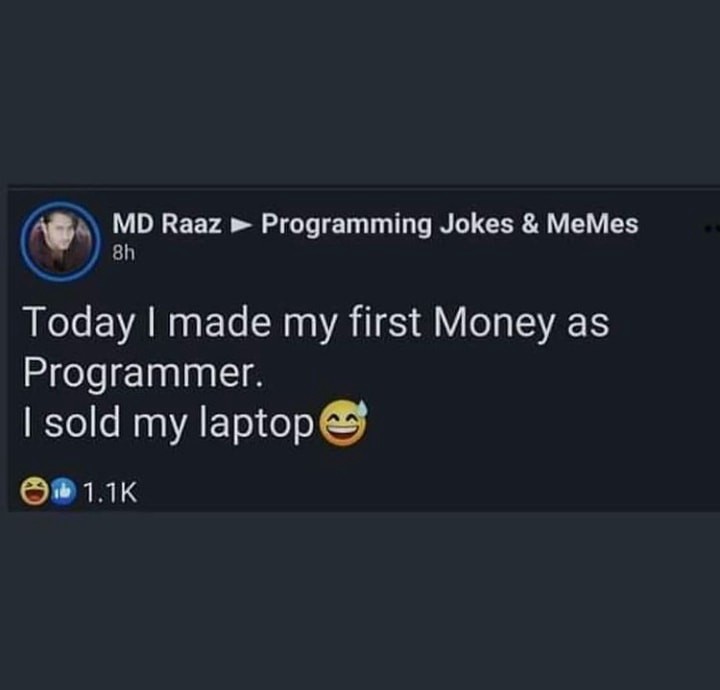 MD Raaz ► Programming Jokes & MeMes
8h
Today I made my first Money as
Programmer.
I sold my laptop😅
1.1K